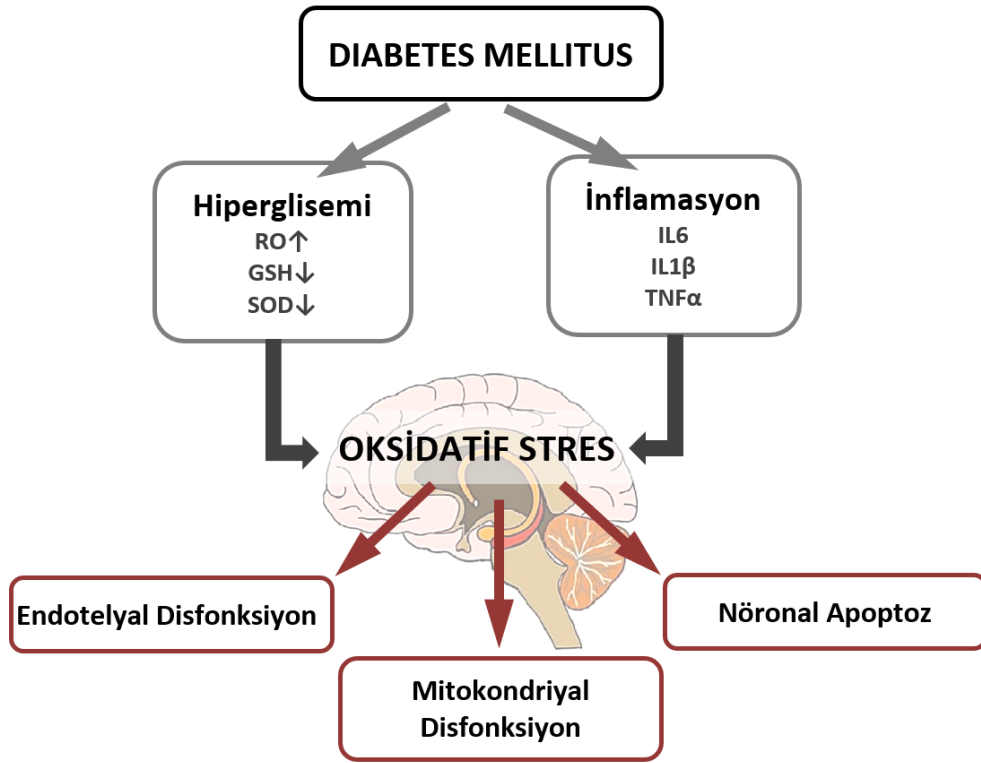 DIABETES MELLITUS
Hiperglisemi
RO↑
GSH↓
SOD↓
İnflamasyon
IL6
IL1β
TNFα
OKSİDATİF STRES
Endotelyal Disfonksiyon
Mitokondriyal
Disfonksiyon
Nöronal Apoptoz